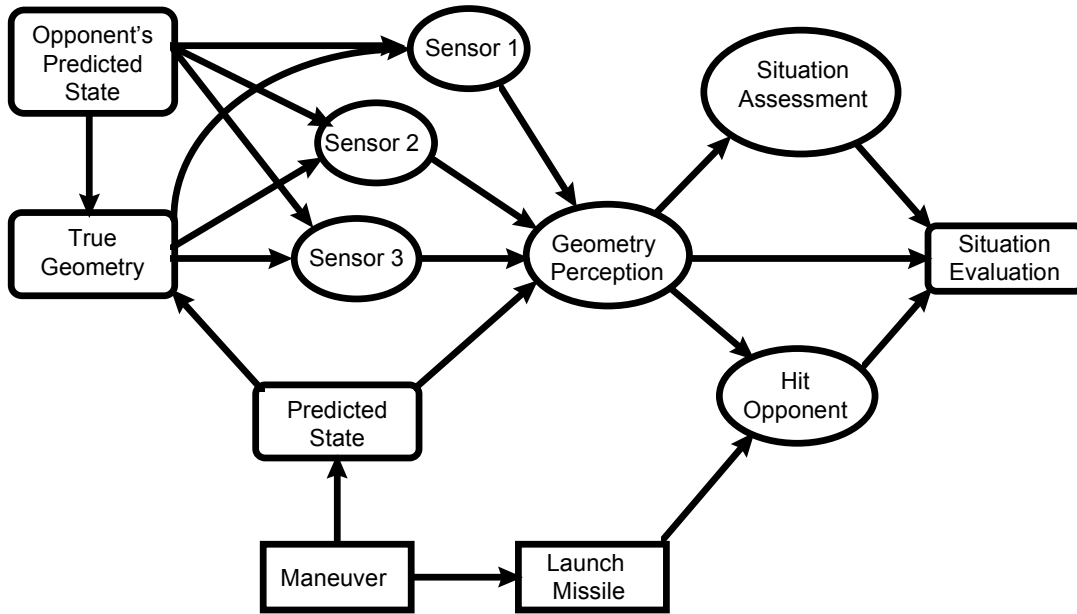 Opponent's
Predicted
State
Sensor 1
Situation
Assessment
Sensor 2
True
Geometry
Sensor 3
Geometry
Perception
Situation
Evaluation
Predicted
State
Hit
Opponent
Maneuver
Launch
Missile